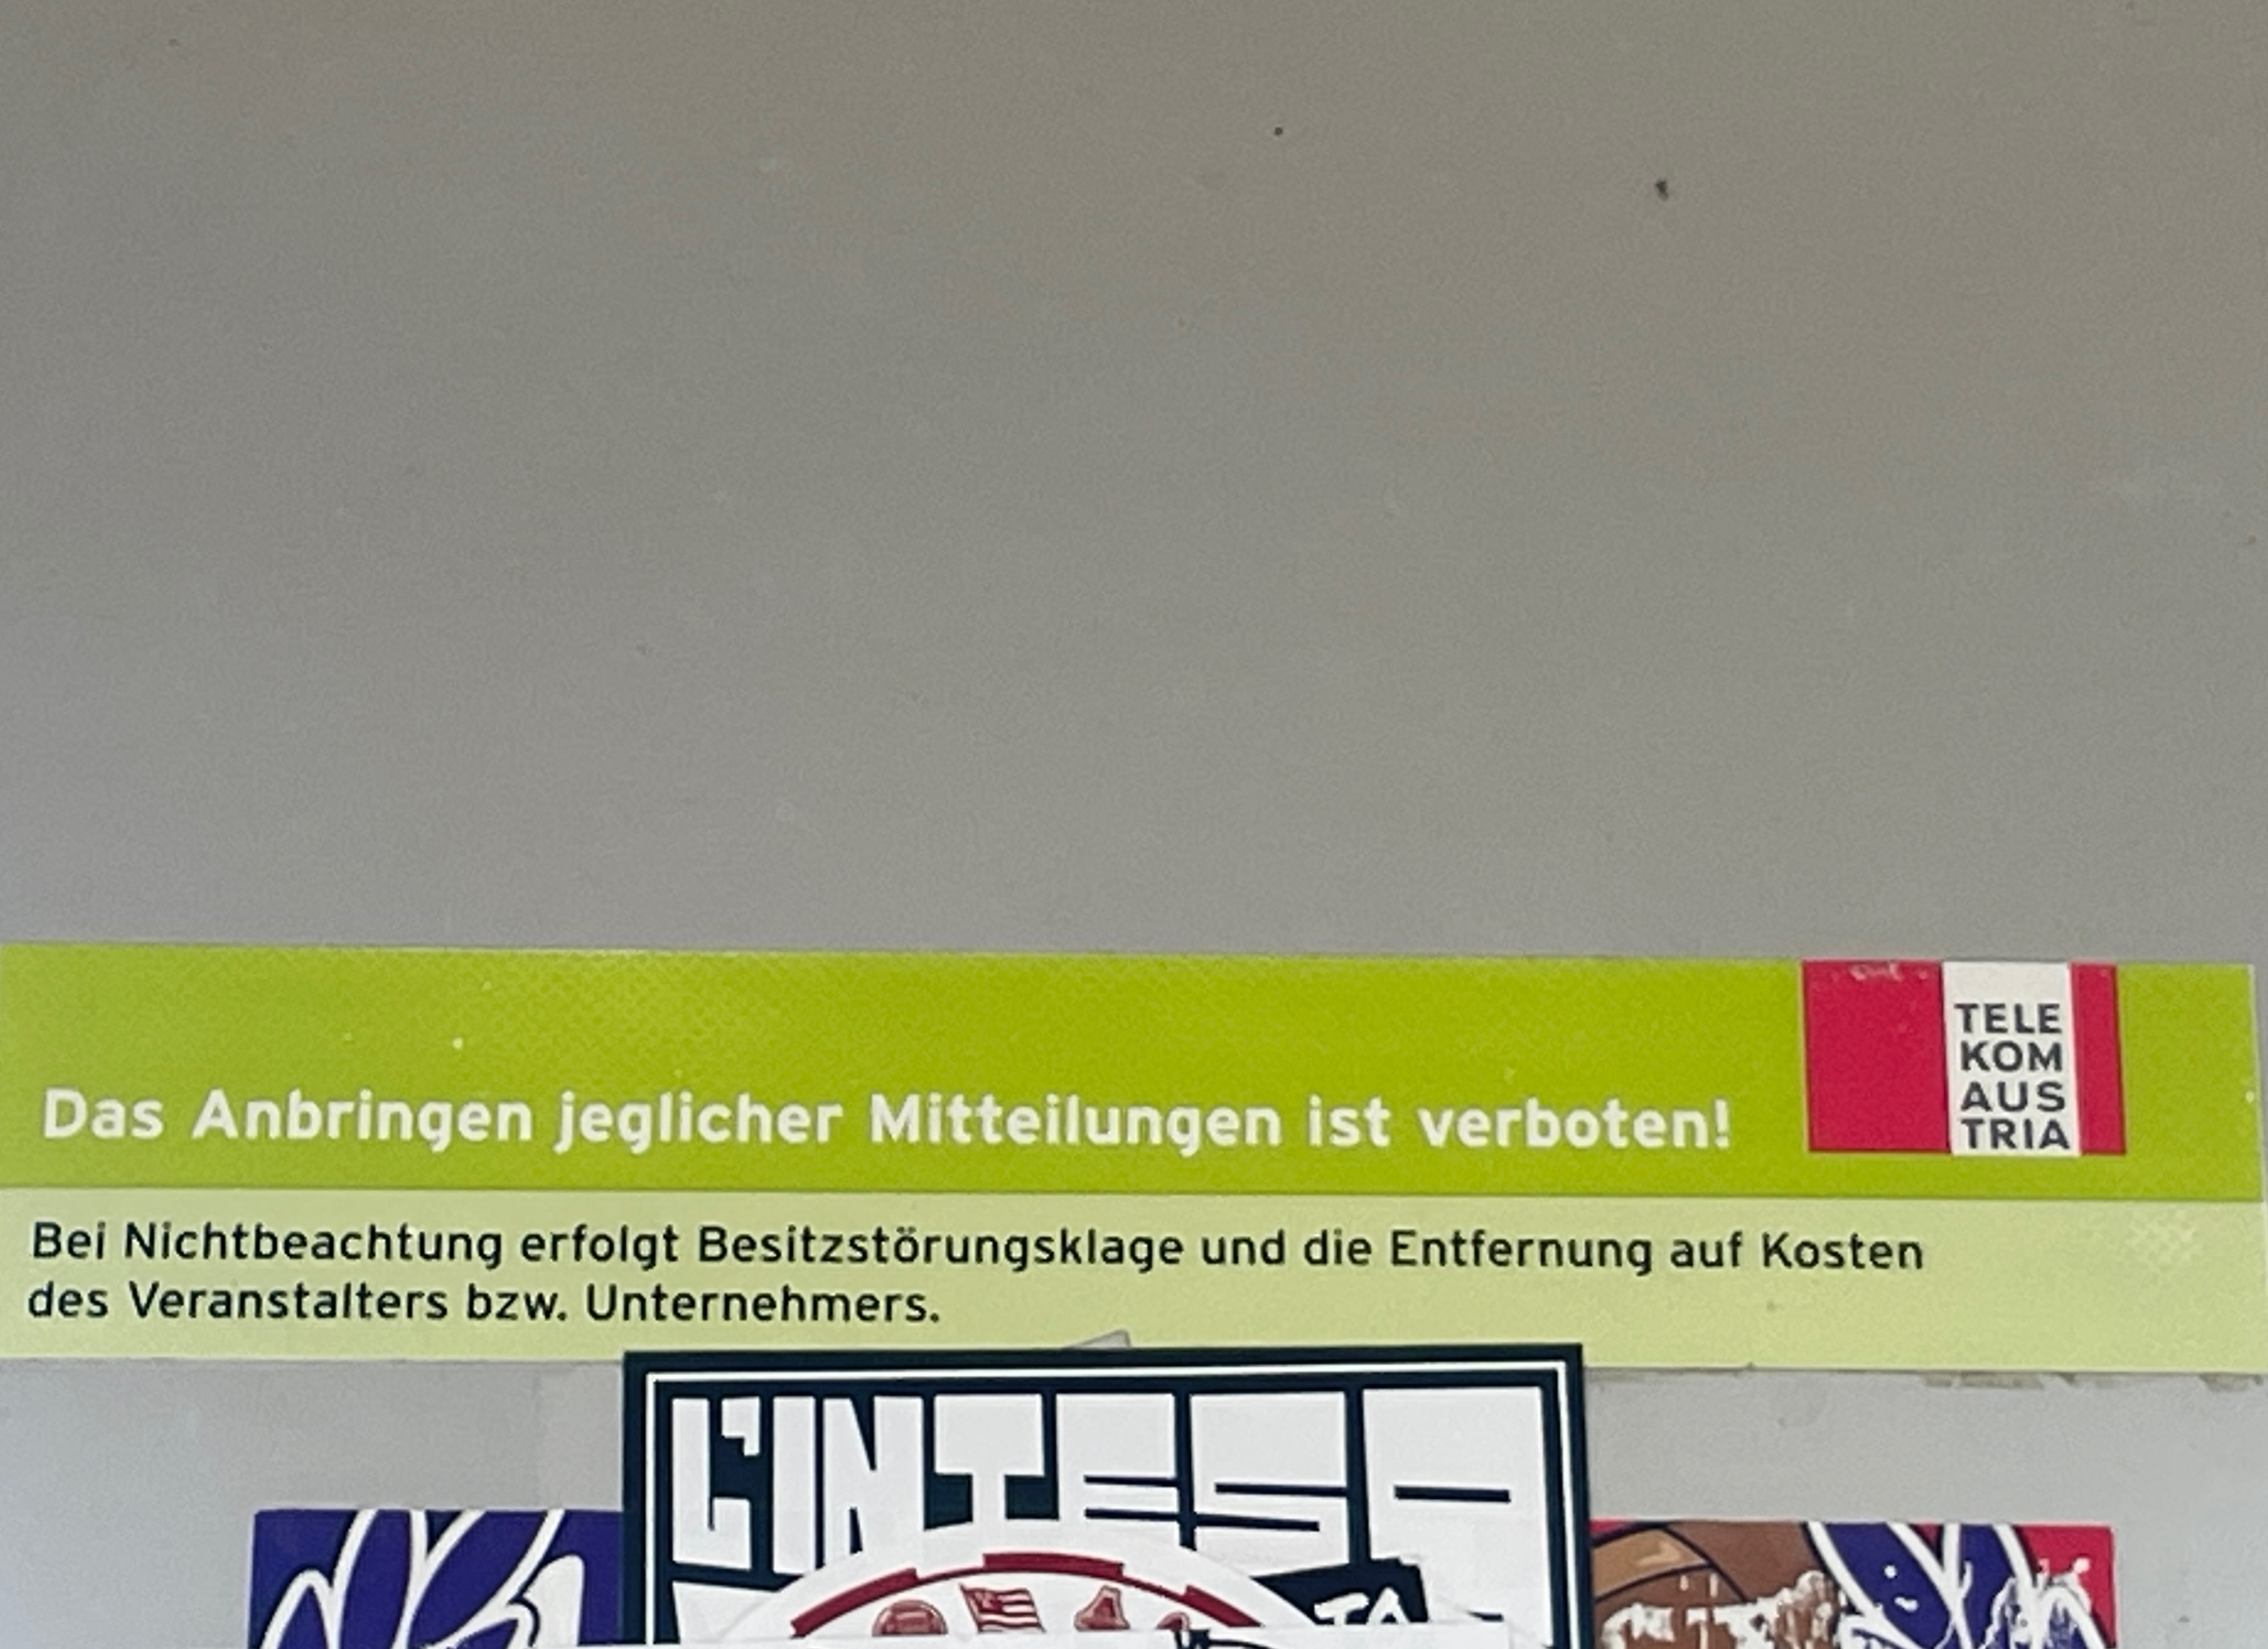 Das Anbringen jeglicher Mitteilungen ist verboten!
TELE
KOM
AUS
TRIA
Bei Nichtbeachtung erfolgt Besitzstörungsklage und die Entfernung auf Kosten
des Veranstalters bzw. Unternehmers.
L'INTESO